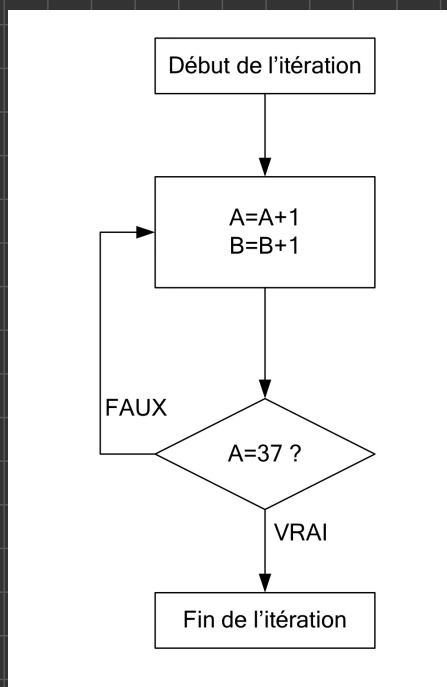 Début de l’itération
A=A+1
B=B+1
FAUX
A=37 ?
VRAI
Fin de l’itération